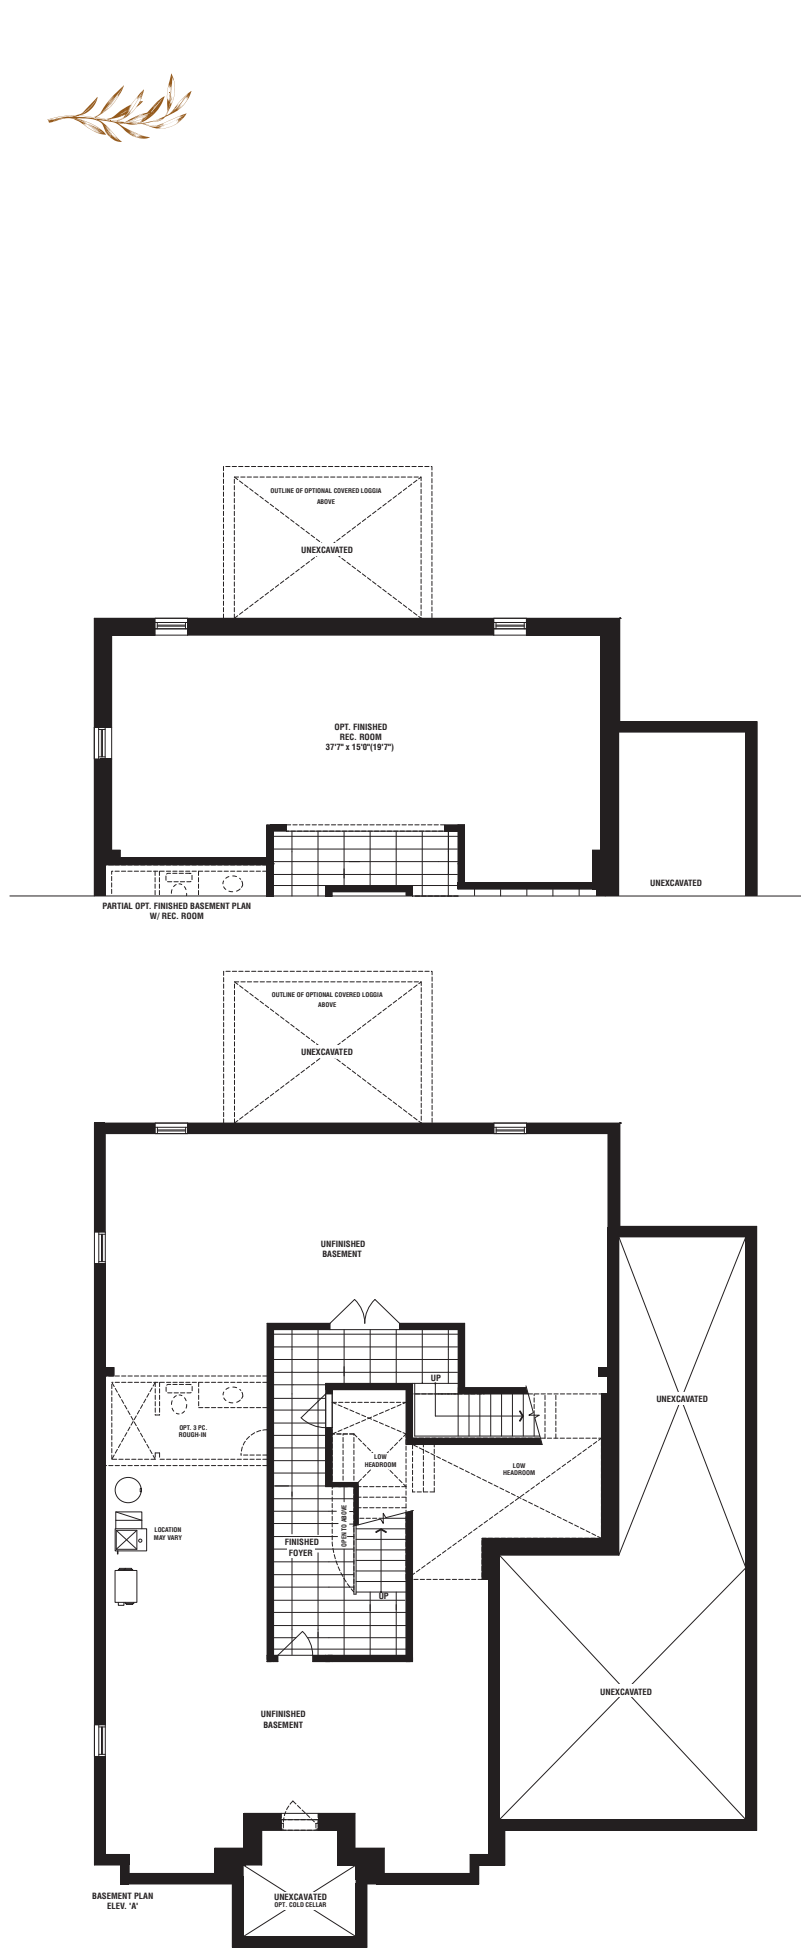 OUTLINE OF OPTIONAL COVERED LOGGIA
ABOVE
UNEXCAVATED
OPT. FINISHED
REC. ROOM
37'7" x 15'0"(19'7")
UNEXCAVATED
PARTIAL OPT. FINISHED BASEMENT PLAN
W/ REC. ROOM
OUTLINE OF OPTIONAL COVERED LOGGIA
ABOVE
UNEXCAVATED
UNFINISHED
BASEMENT
UP
UNEXCAVATED
OPT. 3 PC.
ROUGH-IN
LOW
HEADROOM
LOW
HEADROOM
LOCATION
MAY VARY
OPEN TO ABOVE
FINISHED
FOYER
UP
UNEXCAVATED
UNFINISHED
BASEMENT
UNEXCAVATED
OPT. COLD CELLAR
BASEMENT PLAN
ELEV. 'A'